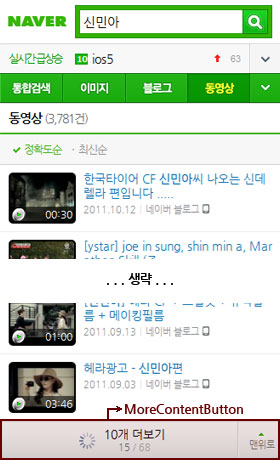 NAVER 신민아
실시간급상승 10 ios5 63
통합검색 이미지 블로그 동영상
동영상 (3,781건)
정확도순 · 최신순
한국타이어 CF 신민아씨 나오는 신데
렐라 편입니다 .....
00:30
2011.10.12 네이버 블로그
[ystar] joe in sung, shin min a, Mar
. . . 생략 . . .
름 + 메이킹필름
01:00
2011.09.13 네이버 블로그
헤라광고 - 신민아편
03:46
2011.09.03 네이버 블로그
MoreContentButton
10개 더보기
15 / 68
맨위로